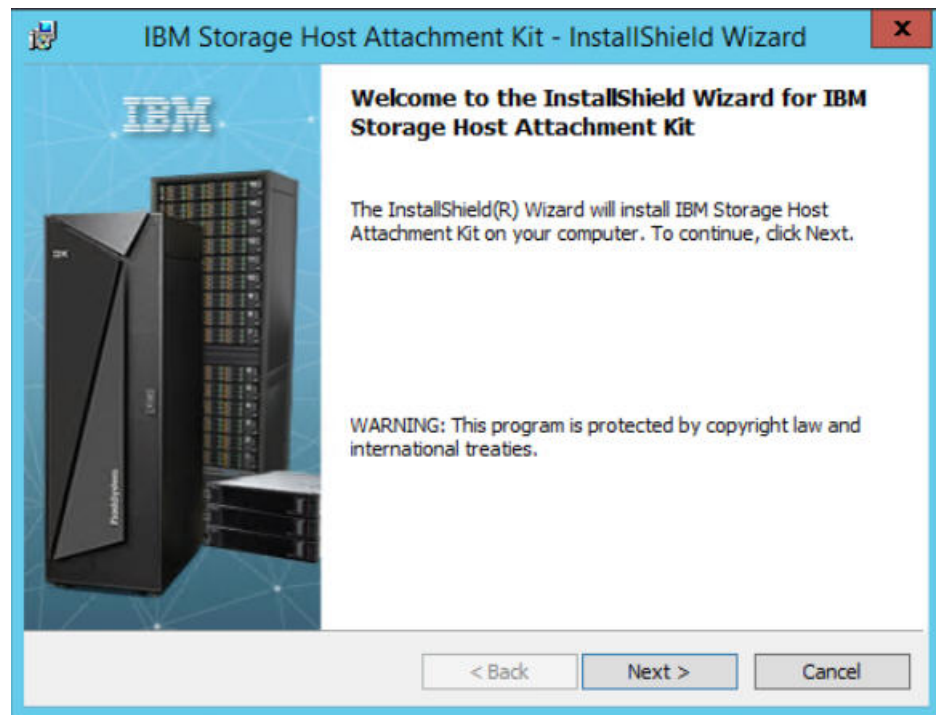 IBM Storage Host Attachment Kit - InstallShield Wizard
x
IBM
Welcome to the InstallShield Wizard for IBM
Storage Host Attachment Kit
The InstallShield(R) Wizard will install IBM Storage Host
Attachment Kit on your computer. To continue, click Next.
WARNING: This program is protected by copyright law and
international treaties.
< Back
Next >
Cancel